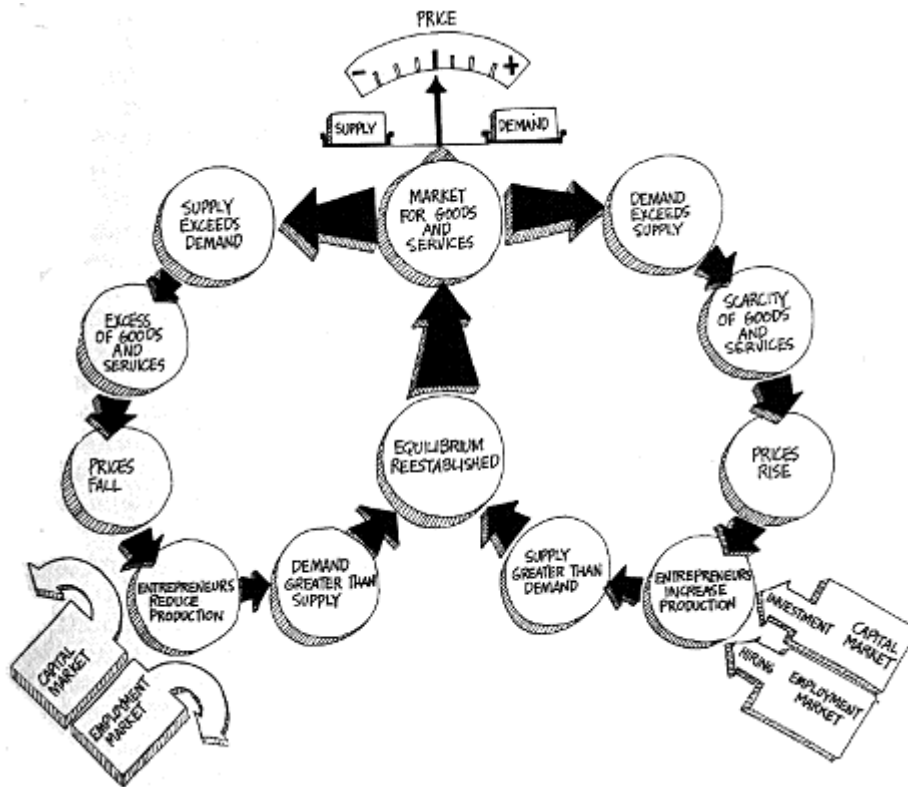 PRICE
- +
SUPPLY
DEMAND
MARKET
FOR GOODS
AND
SERVICES
SUPPLY
EXCEEDS
DEMAND
DEMAND
EXCEEDS
SUPPLY
EXCESS
OF GOODS
AND
SERVICES
SCARCITY
OF GOODS
AND
SERVICES
PRICES
FALL
EQUILIBRIUM
REESTABLISHED
PRICES
RISE
ENTREPRENEURS
REDUCE
PRODUCTION
DEMAND
GREATER THAN
SUPPLY
SUPPLY
GREATER THAN
DEMAND
ENTREPRENEURS
INCREASE
PRODUCTION
CAPITAL
MARKET
EMPLOYMENT
MARKET
INVESTMENT
CAPITAL
MARKET
HIRING
EMPLOYMENT
MARKET